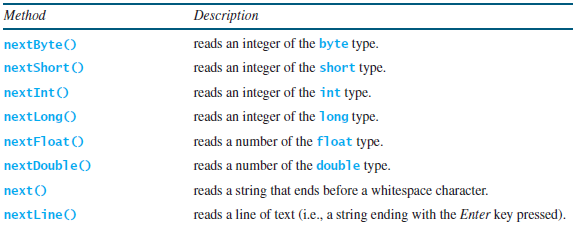 Method Description
nextByte() reads an integer of the byte type.
nextShort() reads an integer of the short type.
nextInt() reads an integer of the int type.
nextLong() reads an integer of the long type.
nextFloat() reads a number of the float type.
nextDouble() reads a number of the double type.
next() reads a string that ends before a whitespace character.
nextLine() reads a line of text (i.e., a string ending with the Enter key pressed).